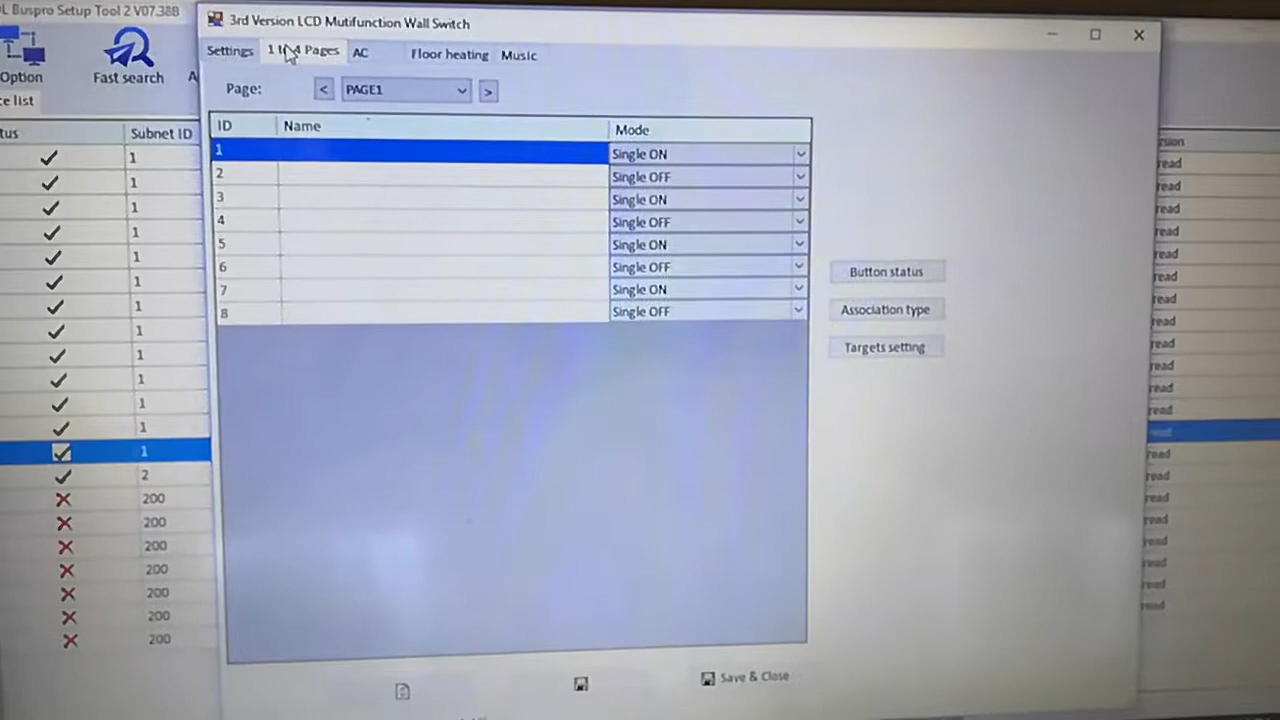 L Buspro Setup Tool 2 V07.388
3rd Version LCD Mutifunction Wall Switch
Settings 1 to 4 Pages AC Floor heating Music
Option Fast search A
Page: < PAGE1 >
ce list
tus Subnet ID
ID Name Mode
rsion
1 1 Single ON read
1 2 Single OFF read
1 3 Single ON read
1 4 Single OFF read
1 5 Single ON read
1 6 Single OFF read
1 7 Single ON read
1 8 Single OFF read
1 read
1 read
1 read
1 read
1 read
2 read
200 read
200 read
200 read
200 read
200 read
200 read
200
Button status
Association type
Targets setting
Save & Close